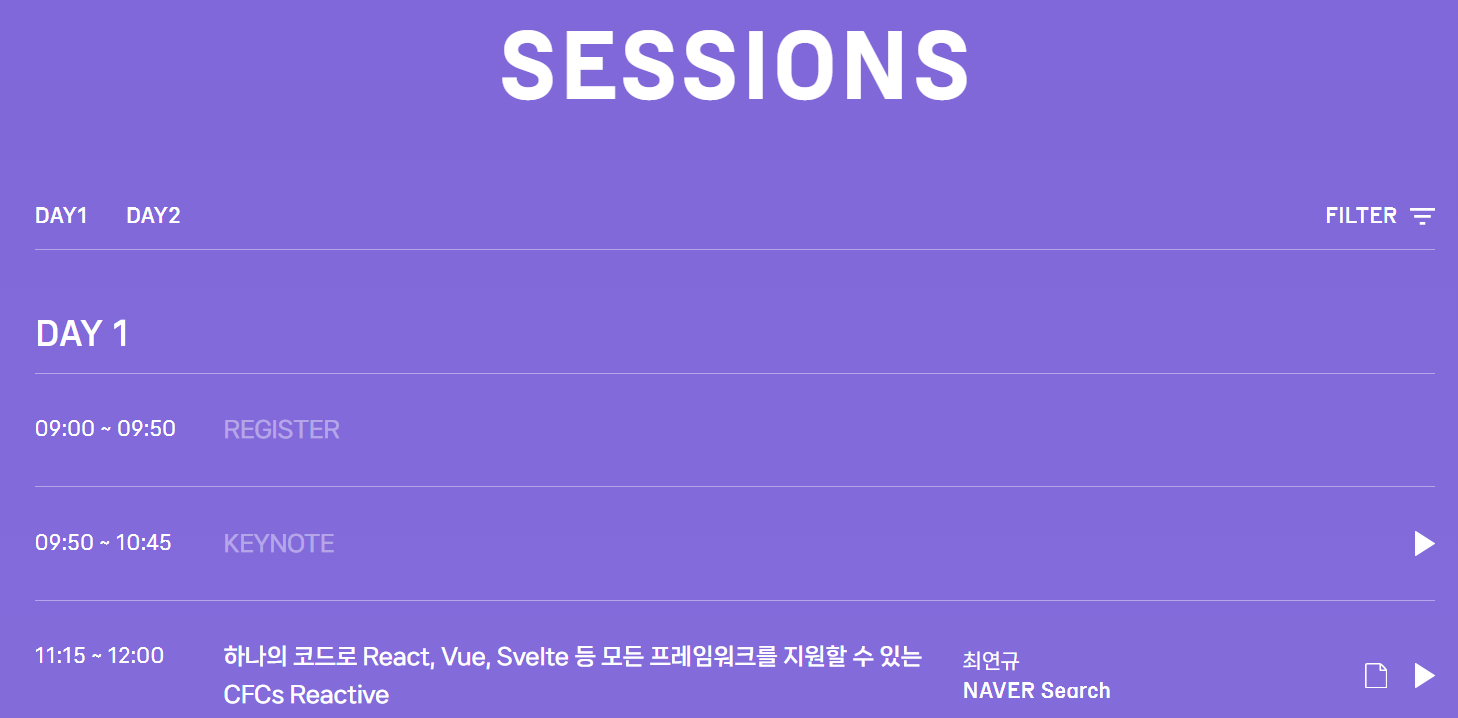 SESSIONS
DAY1 DAY2 FILTER
DAY 1
09:00 ~ 09:50 REGISTER
09:50 ~ 10:45 KEYNOTE
11:15 ~ 12:00 하나의 코드로 React, Vue, Svelte 등 모든 프레임워크를 지원할 수 있는 최연규
CFCs Reactive NAVER Search